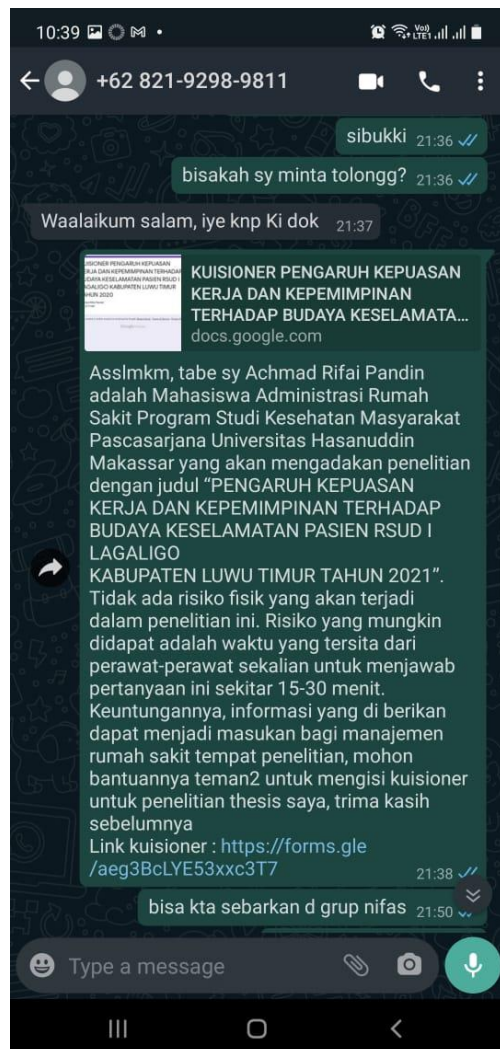 10:39
Vo))
LTE1
+62 821-9298-9811
sibukki 21:36
bisakah sy minta tolongg? 21:36
Waalaikum salam, iye knp Ki dok 21:37
KUISIONER PENGARUH KEPUASAN
KERJA DAN KEPEMIMPINAN
TERHADAP BUDAYA KESELAMATA...
docs.google.com
Asslmkm, tabe sy Achmad Rifai Pandin
adalah Mahasiswa Administrasi Rumah
Sakit Program Studi Kesehatan Masyarakat
Pascasarjana Universitas Hasanuddin
Makassar yang akan mengadakan penelitian
dengan judul “PENGARUH KEPUASAN
KERJA DAN KEPEMIMPINAN TERHADAP
BUDAYA KESELAMATAN PASIEN RSUD I
LAGALIGO
KABUPATEN LUWU TIMUR TAHUN 2021”.
Tidak ada risiko fisik yang akan terjadi
dalam penelitian ini. Risiko yang mungkin
didapat adalah waktu yang tersita dari
perawat-perawat sekalian untuk menjawab
pertanyaan ini sekitar 15-30 menit.
Keuntungannya, informasi yang di berikan
dapat menjadi masukan bagi manajemen
rumah sakit tempat penelitian, mohon
bantuannya teman2 untuk mengisi kuisioner
untuk penelitian thesis saya, trima kasih
sebelumnya
Link kuisioner : https://forms.gle
/aeg3BcLYE53xxc3T7 21:38
bisa kta sebarkan d grup nifas 21:50
Type a message